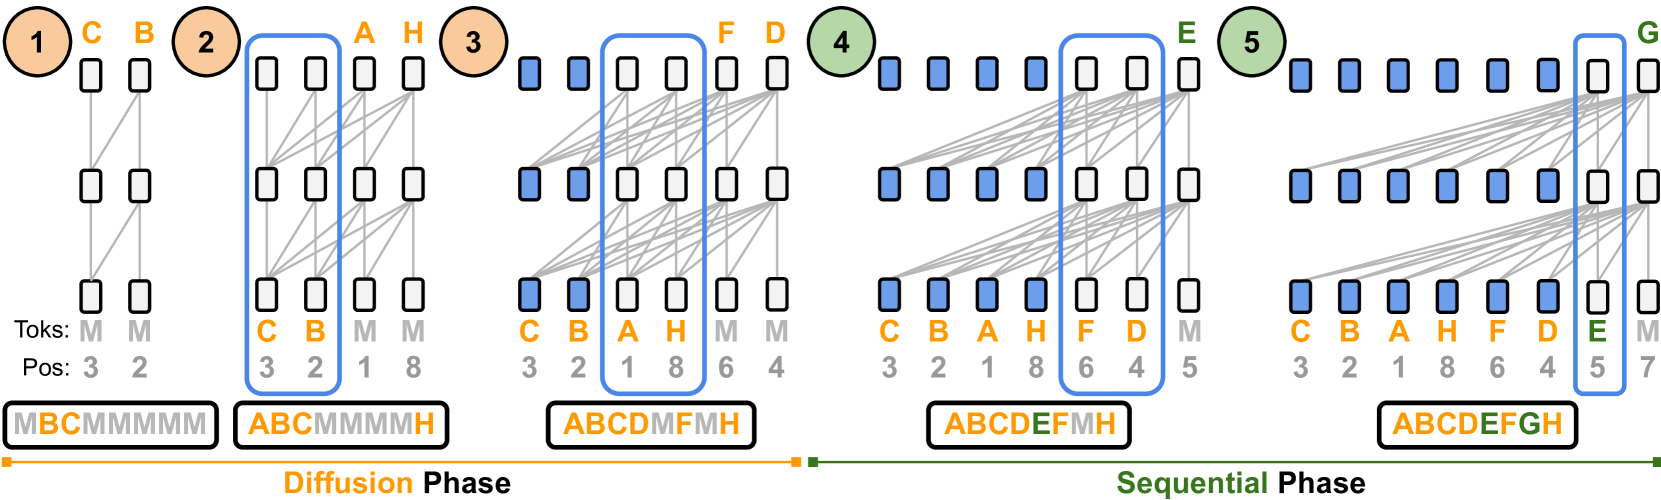 1 C B 2 A H 3 F D 4 E 5 G
Toks: M M C B M M C B A H M M C B A H F D M C B A H F D E M
Pos: 3 2 3 2 1 8 3 2 1 8 6 4 3 2 1 8 6 4 5 3 2 1 8 6 4 5 7
MBCMMMMM ABCMMMMH ABCDMFMH ABCDEFMH ABCDEFGH
Diffusion Phase Sequential Phase